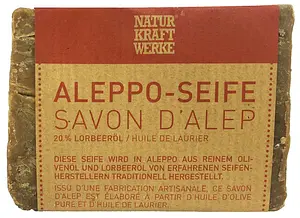 NATUR
KRAFT
WERKE
ALEPPO-SEIFE
SAVON D'ALEP
20% LORBEERÖL / HUILE DE LAURIER
DIESE SEIFE WIRD IN ALEPPO AUS REINEM OLI-
VENÖL UND LORBEERÖL VON ERFAHRENEN SEIFEN-
HERSTELLERN TRADITIONELL HERGESTELLT.
ISSU D'UNE FABRICATION ARTISANALE, CE SAVON
D'ALEP EST ÉLABORÉ À PARTIR D'HUILE D'OLIVE
PURE ET D'HUILE DE LAURIER.